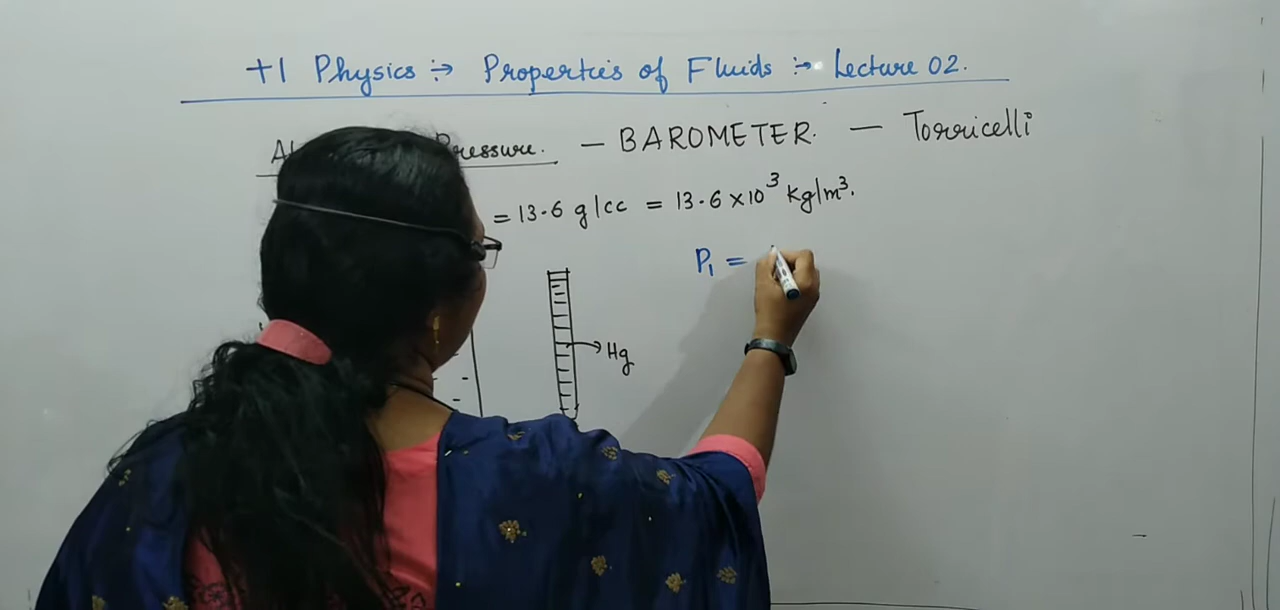 +1 Physics :→ Properties of Fluids :→ Lecture 02.
Pressure. — BAROMETER. — Torricelli
= 13.6 g/cc = 13.6 × 10³ Kg/m³.
P₁ =
Hg